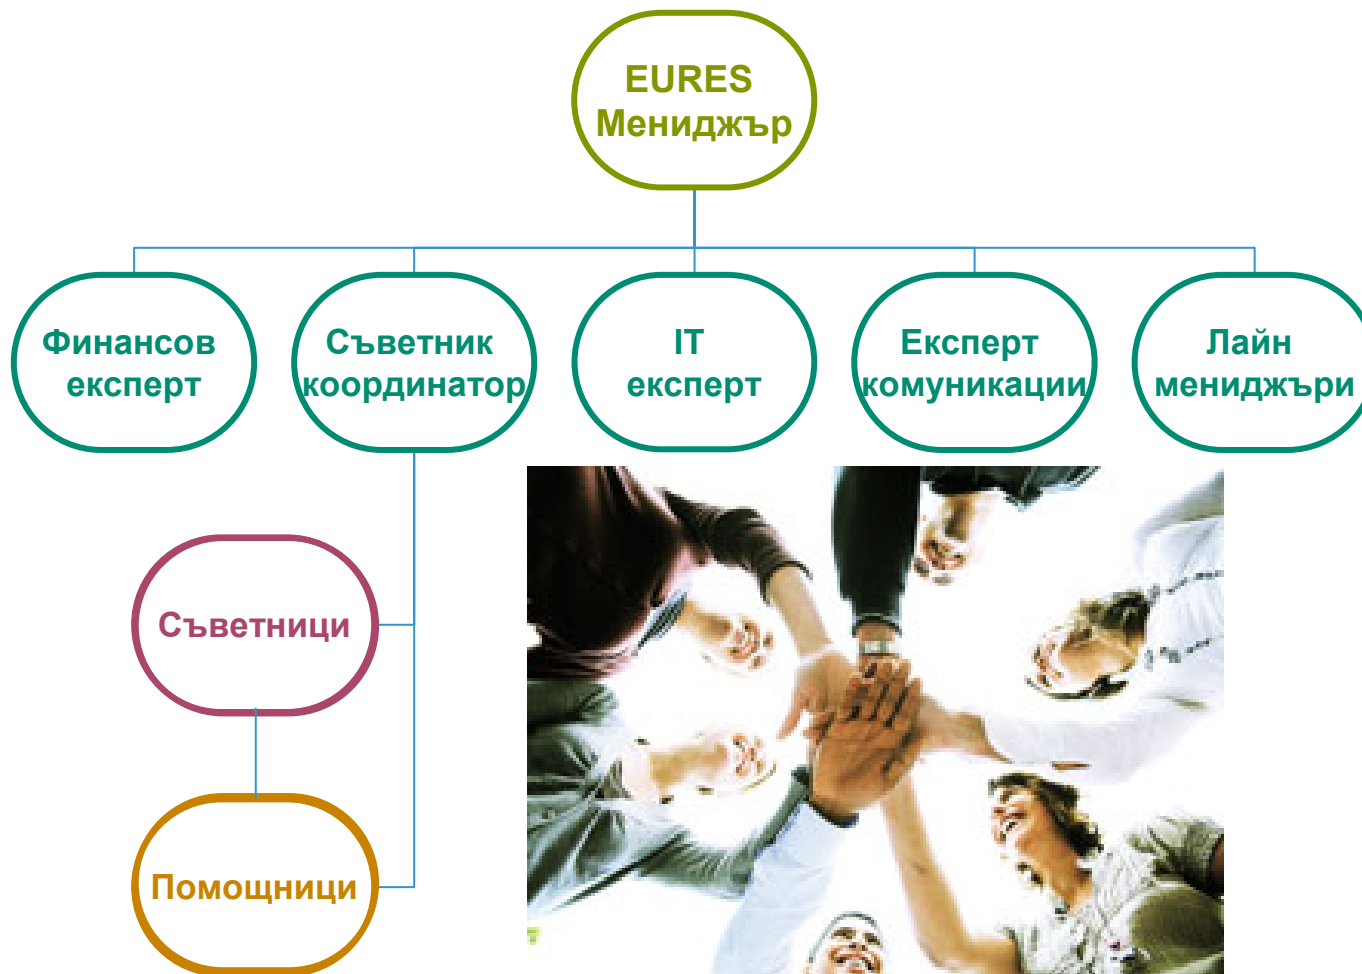 EURES
Мениджър
Финансов
експерт
Съветник
координатор
IT
експерт
Експерт
комуникации
Лайн
мениджъри
Съветници
Помощници